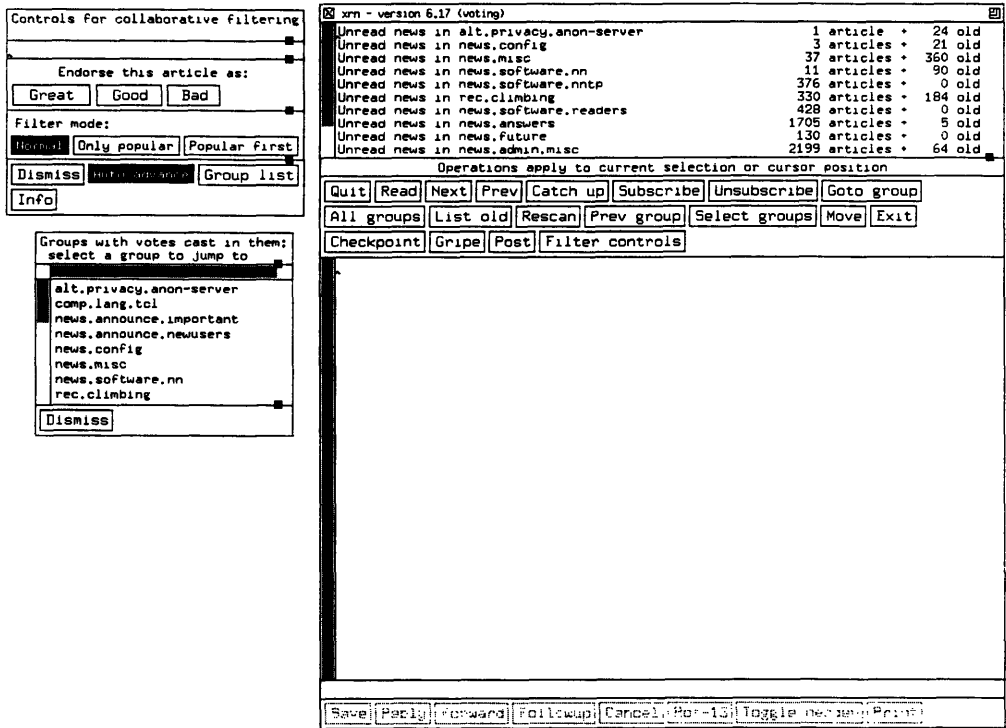 Controls for collaborative filtering
Endorse this article as:
Great Good Bad
Filter mode:
Normal Only popular Popular first
Dismiss Auto advance Group list
Info
Groups with votes cast in them:
select a group to jump to
alt.privacy.anon-server
comp.lang.tcl
news.announce.important
news.announce.newusers
news.config
news.misc
news.software.nn
rec.climbing
Dismiss
xrn - version 6.17 (voting)
Unread news in alt.privacy.anon-server 1 article + 24 old
Unread news in news.config 3 articles + 21 old
Unread news in news.misc 37 articles + 360 old
Unread news in news.software.nn 11 articles + 90 old
Unread news in news.software.nntp 376 articles + 0 old
Unread news in rec.climbing 330 articles + 184 old
Unread news in news.software.readers 428 articles + 0 old
Unread news in news.answers 1705 articles + 5 old
Unread news in news.future 130 articles + 0 old
Unread news in news.admin.misc 2199 articles + 64 old
Operations apply to current selection or cursor position
Quit Read Next Prev Catch up Subscribe Unsubscribe Goto group
All groups List old Rescan Prev group Select groups Move Exit
Checkpoint Gripe Post Filter controls
Save Reply Forward Followup Cancel Rot-13 Toggle header Print